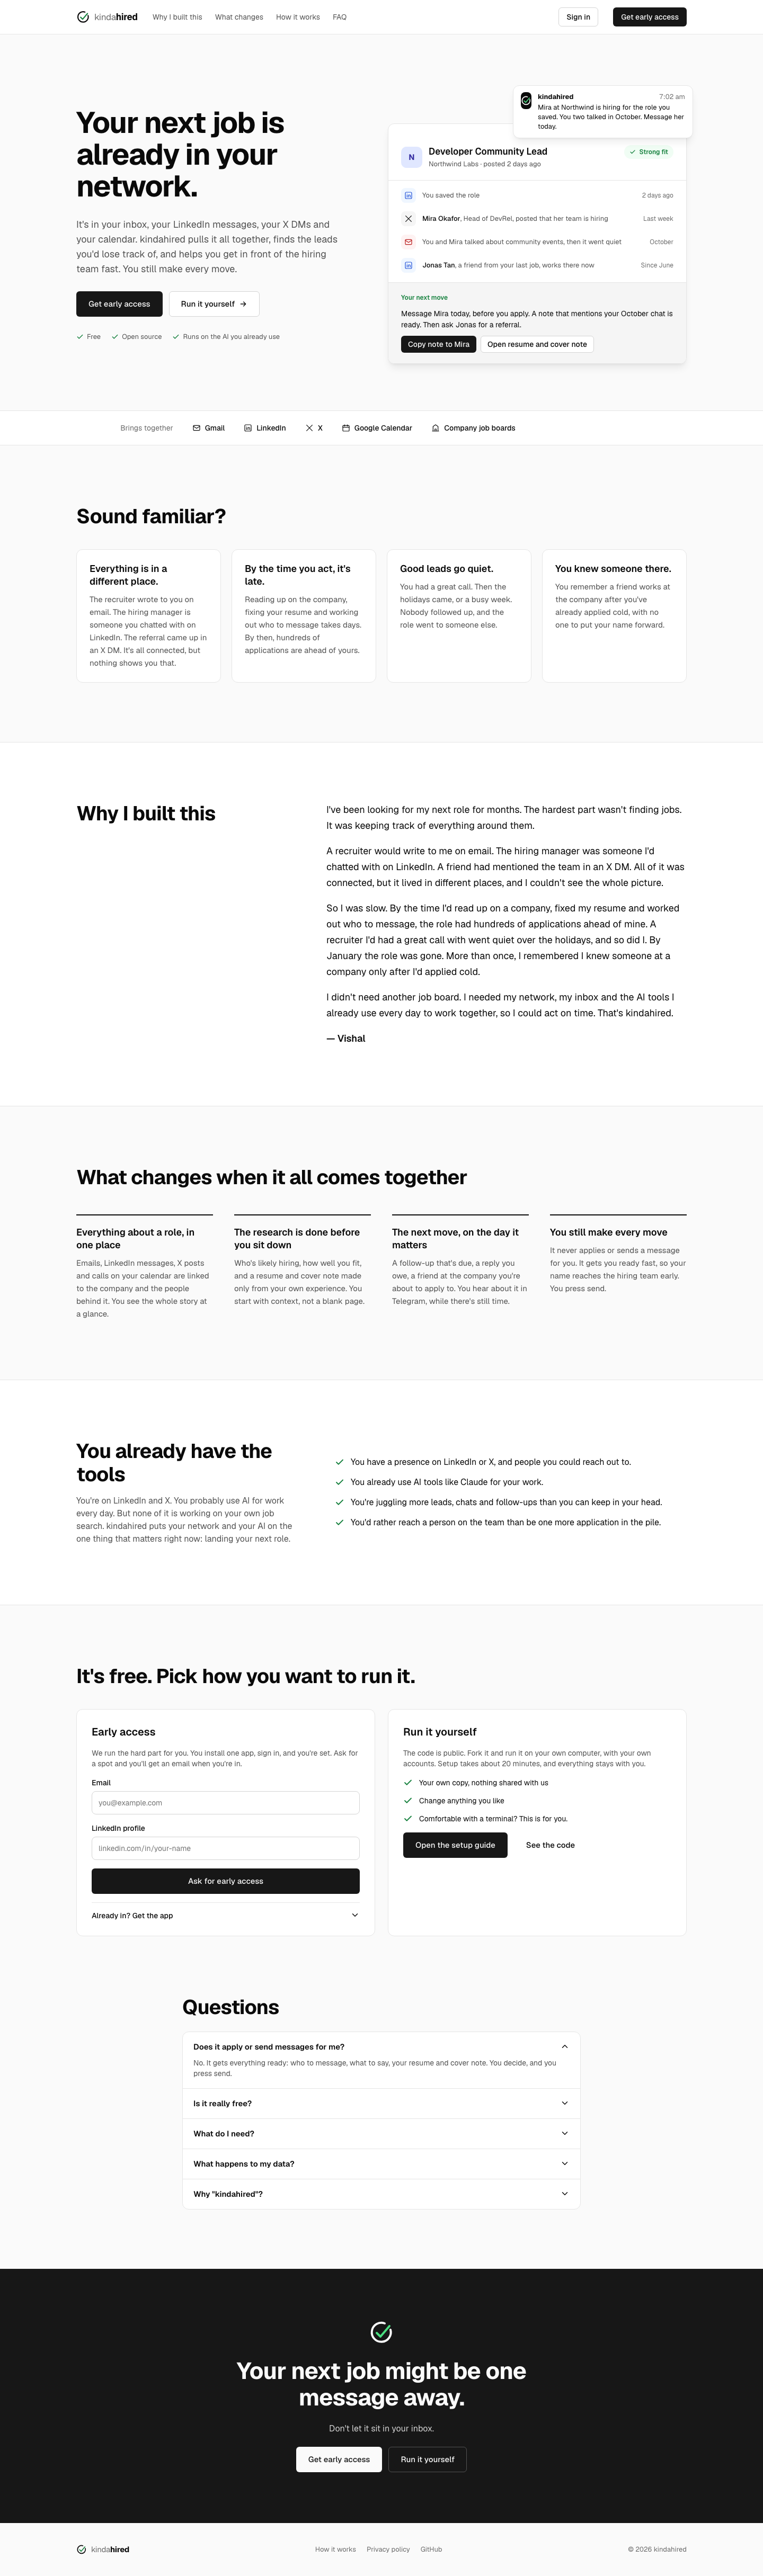 kindahired
Why I built this
What changes
How it works
FAQ
Sign in
Get early access
Your next job is
already in your
network.
It's in your inbox, your LinkedIn messages, your X DMs and
your calendar. kindahired pulls it all together, finds the leads
you'd lose track of, and helps you get in front of the hiring
team fast. You still make every move.
Get early access
Run it yourself →
Free
Open source
Runs on the AI you already use
kindahired
7:02 am
Mira at Northwind is hiring for the role you
saved. You two talked in October. Message her
today.
N
Developer Community Lead
Northwind Labs · posted 2 days ago
Strong fit
You saved the role
2 days ago
Mira Okafor, Head of DevRel, posted that her team is hiring
Last week
You and Mira talked about community events, then it went quiet
October
Jonas Tan, a friend from your last job, works there now
Since June
Your next move
Message Mira today, before you apply. A note that mentions your October chat is
ready. Then ask Jonas for a referral.
Copy note to Mira
Open resume and cover note
Brings together
Gmail
LinkedIn
X
Google Calendar
Company job boards
Sound familiar?
Everything is in a
different place.
The recruiter wrote to you on
email. The hiring manager is
someone you chatted with on
LinkedIn. The referral came up in
an X DM. It's all connected, but
nothing shows you that.
By the time you act, it's
late.
Reading up on the company,
fixing your resume and working
out who to message takes days.
By then, hundreds of
applications are ahead of yours.
Good leads go quiet.
You had a great call. Then the
holidays came, or a busy week.
Nobody followed up, and the
role went to someone else.
You knew someone there.
You remember a friend works at
the company after you've
already applied cold, with no
one to put your name forward.
Why I built this
I've been looking for my next role for months. The hardest part wasn't finding jobs.
It was keeping track of everything around them.
A recruiter would write to me on email. The hiring manager was someone I'd
chatted with on LinkedIn. A friend had mentioned the team in an X DM. All of it was
connected, but it lived in different places, and I couldn't see the whole picture.
So I was slow. By the time I'd read up on a company, fixed my resume and worked
out who to message, the role had hundreds of applications ahead of mine. A
recruiter I'd had a great call with went quiet over the holidays, and so did I. By
January the role was gone. More than once, I remembered I knew someone at a
company only after I'd applied cold.
I didn't need another job board. I needed my network, my inbox and the AI tools I
already use every day to work together, so I could act on time. That's kindahired.
— Vishal
What changes when it all comes together
Everything about a role, in
one place
Emails, LinkedIn messages, X posts
and calls on your calendar are linked
to the company and the people
behind it. You see the whole story at
a glance.
The research is done before
you sit down
Who's likely hiring, how well you fit,
and a resume and cover note made
only from your own experience. You
start with context, not a blank page.
The next move, on the day it
matters
A follow-up that's due, a reply you
owe, a friend at the company you're
about to apply to. You hear about it in
Telegram, while there's still time.
You still make every move
It never applies or sends a message
for you. It gets you ready fast, so your
name reaches the hiring team early.
You press send.
You already have the
tools
You're on LinkedIn and X. You probably use AI for work
every day. But none of it is working on your own job
search. kindahired puts your network and your AI on the
one thing that matters right now: landing your next role.
You have a presence on LinkedIn or X, and people you could reach out to.
You already use AI tools like Claude for your work.
You're juggling more leads, chats and follow-ups than you can keep in your head.
You'd rather reach a person on the team than be one more application in the pile.
It's free. Pick how you want to run it.
Early access
We run the hard part for you. You install one app, sign in, and you're set. Ask for
a spot and you'll get an email when you're in.
Email
you@example.com
LinkedIn profile
linkedin.com/in/your-name
Ask for early access
Already in? Get the app
Run it yourself
The code is public. Fork it and run it on your own computer, with your own
accounts. Setup takes about 20 minutes, and everything stays with you.
Your own copy, nothing shared with us
Change anything you like
Comfortable with a terminal? This is for you.
Open the setup guide
See the code
Questions
Does it apply or send messages for me?
No. It gets everything ready: who to message, what to say, your resume and cover note. You decide, and you
press send.
Is it really free?
What do I need?
What happens to my data?
Why "kindahired"?
Your next job might be one
message away.
Don't let it sit in your inbox.
Get early access
Run it yourself
kindahired
How it works
Privacy policy
GitHub
© 2026 kindahired